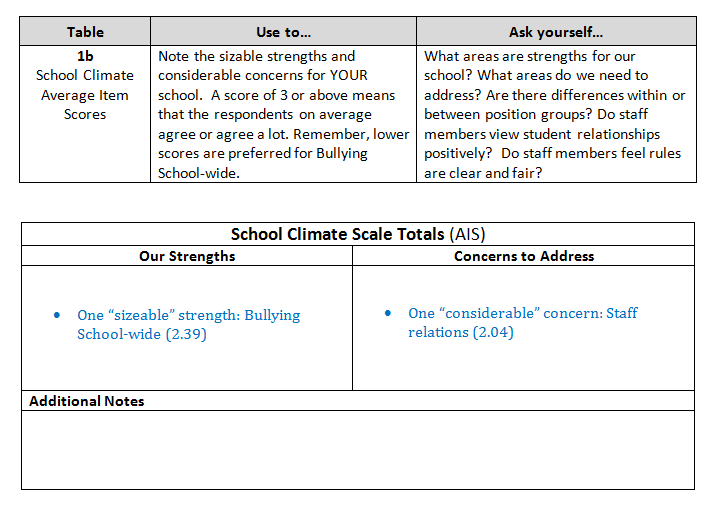 Table
Use to…
Ask yourself…
1b
School Climate
Average Item
Scores
Note the sizable strengths and
considerable concerns for YOUR
school.  A score of 3 or above means
that the respondents on average
agree or agree a lot. Remember, lower
scores are preferred for Bullying
School-wide.
What areas are strengths for our
school? What areas do we need to
address? Are there differences within or
between position groups? Do staff
members view student relationships
positively?  Do staff members feel rules
are clear and fair?
School Climate Scale Totals (AIS)
Our Strengths
Concerns to Address
• One “sizeable” strength: Bullying
School-wide (2.39)
• One “considerable” concern: Staff
relations (2.04)
Additional Notes